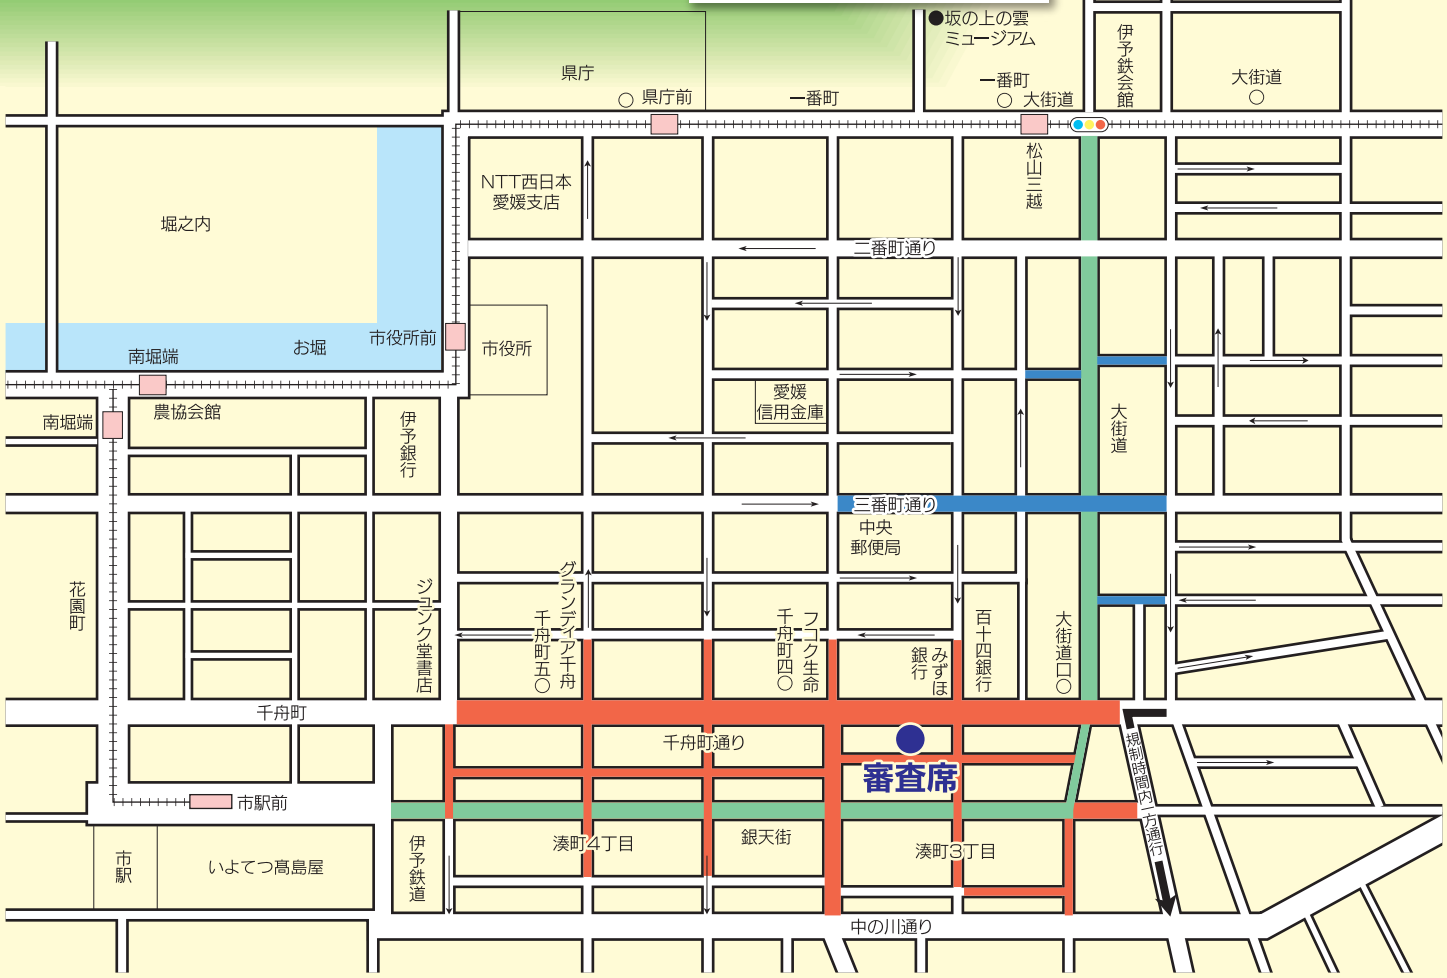 坂の上の雲
ミュージアム
県庁
県庁前
一番町
一番町
大街道
伊予鉄会館
大街道
NTT西日本
愛媛支店
松山三越
堀之内
二番町通り
お堀
市役所前
市役所
南堀端
南堀端
農協会館
伊予銀行
愛媛
信用金庫
大街道
三番町通り
中央
郵便局
花園町
ジュンク堂書店
グランディア千舟
千舟町五○
千舟町四○
フコク生命
みずほ
銀行
百十四銀行
大街道口○
千舟町
千舟町通り
審査席
規制時間内一方通行
市駅前
市駅
いよてつ髙島屋
伊予鉄道
湊町4丁目
銀天街
湊町3丁目
中の川通り